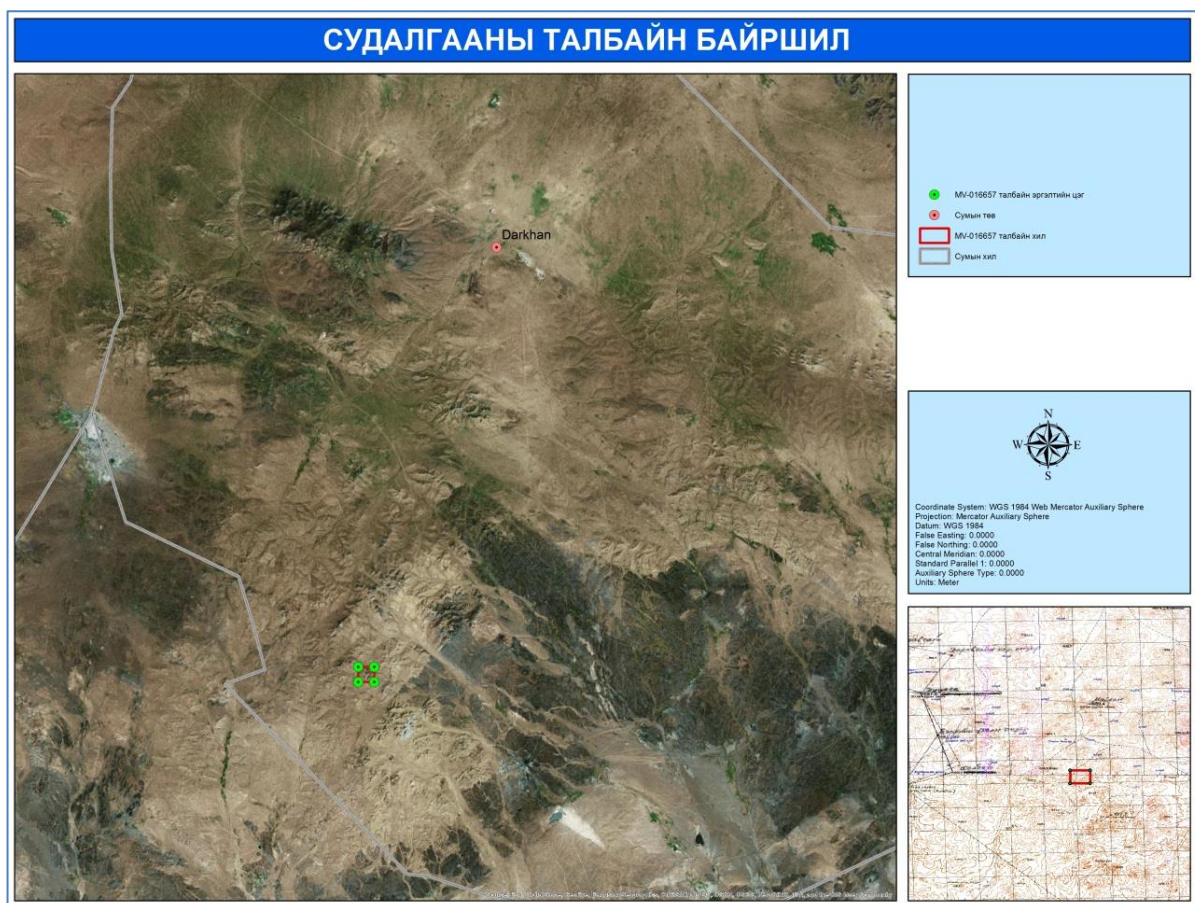 СУДАЛГААНЫ ТАЛБАЙН БАЙРШИЛ
Darkhan
MV-016657 талбайн эргэлтийн цэг
Сумын төв
MV-016657 талбайн хил
Сумын хил
N
W E
S
Coordinate System: WGS 1984 Web Mercator Auxiliary Sphere
Projection: Mercator Auxiliary Sphere
Datum: WGS 1984
False Easting: 0.0000
False Northing: 0.0000
Central Meridian: 0.0000
Standard Parallel 1: 0.0000
Auxiliary Sphere Type: 0.0000
Units: Meter